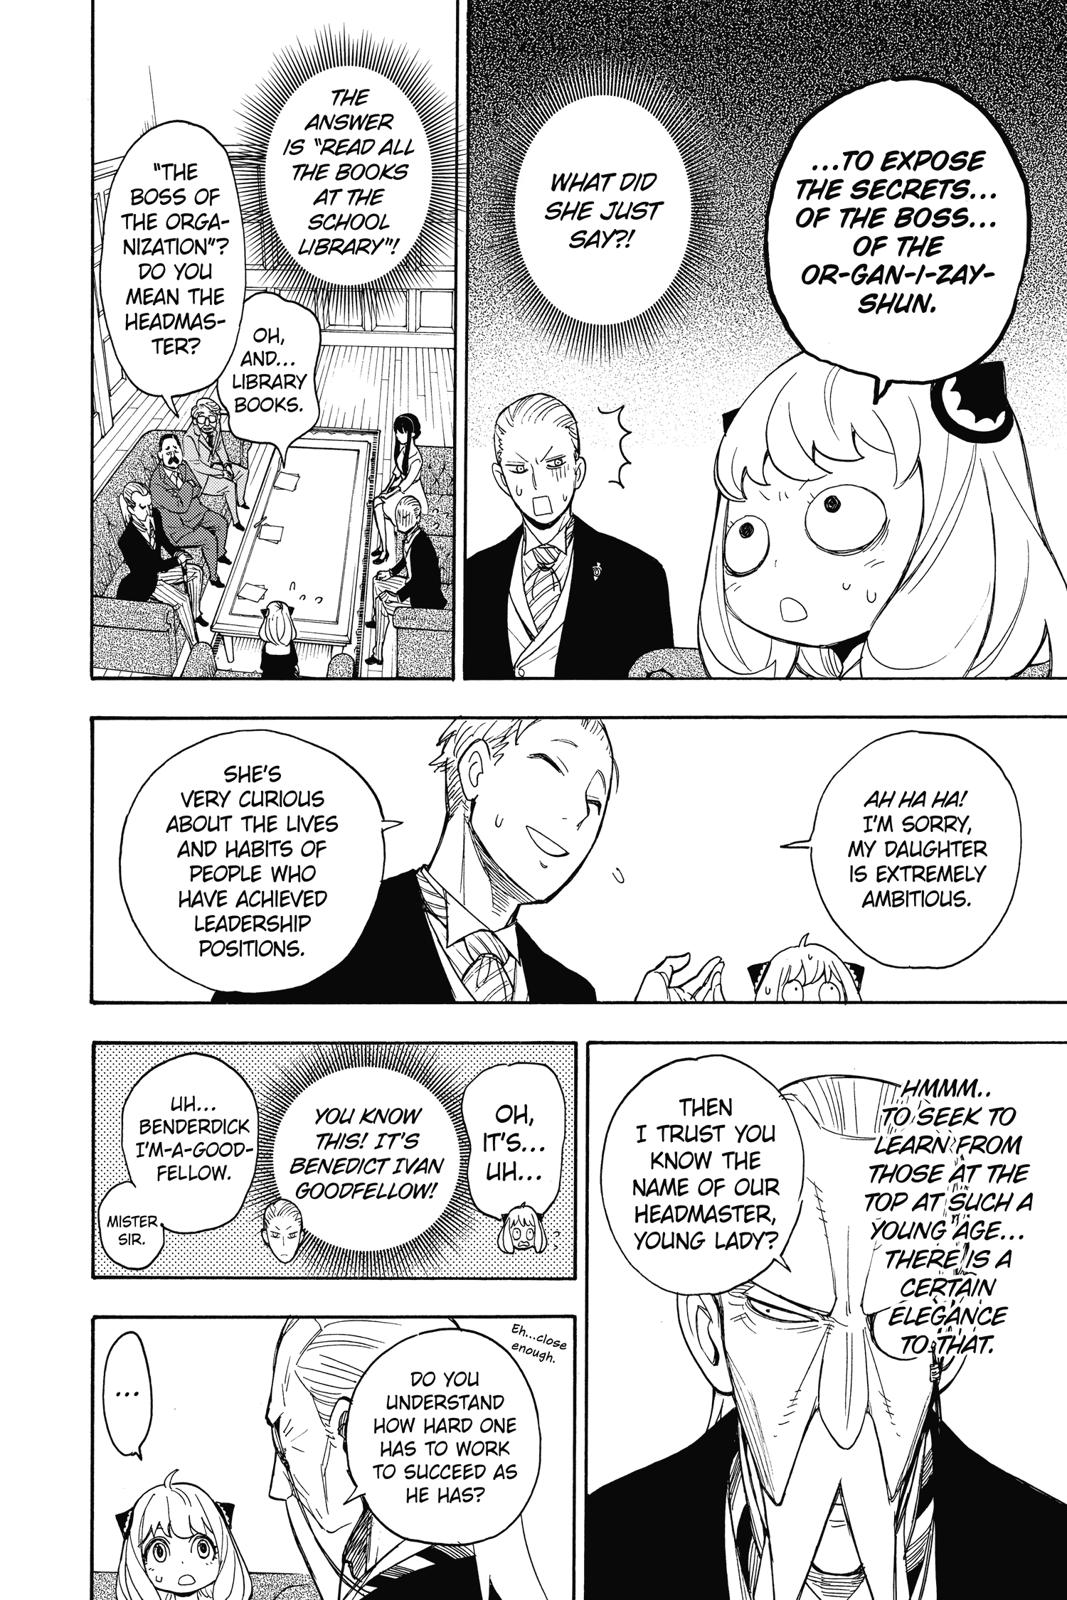 ...TO EXPOSE
THE SECRETS...
OF THE BOSS...
OF THE
OR-GAN-I-ZAY-
SHUN.
WHAT DID
SHE JUST
SAY?!
THE
ANSWER
IS "READ ALL
THE BOOKS
AT THE
SCHOOL
LIBRARY"!
OH,
AND...
LIBRARY
BOOKS.
"THE
BOSS OF
THE ORGA-
NIZATION"?
DO YOU
MEAN THE
HEADMAS-
TER?
AH HA HA!
I'M SORRY,
MY DAUGHTER
IS EXTREMELY
AMBITIOUS.
SHE'S
VERY CURIOUS
ABOUT THE LIVES
AND HABITS OF
PEOPLE WHO
HAVE ACHIEVED
LEADERSHIP
POSITIONS.
HMMM..
TO SEEK TO
LEARN FROM
THOSE AT THE
TOP AT SUCH A
YOUNG AGE...
THERE IS A
CERTAIN
ELEGANCE
TO THAT.
THEN
I TRUST YOU
KNOW THE
NAME OF OUR
HEADMASTER,
YOUNG LADY?
OH,
IT'S...
UH...
YOU KNOW
THIS! IT'S
BENEDICT IVAN
GOODFELLOW!
UH...
BENDERDICK
I'M-A-GOOD-
FELLOW.
MISTER
SIR.
Eh...close
enough.
DO YOU
UNDERSTAND
HOW HARD ONE
HAS TO WORK
TO SUCCEED AS
HE HAS?
...